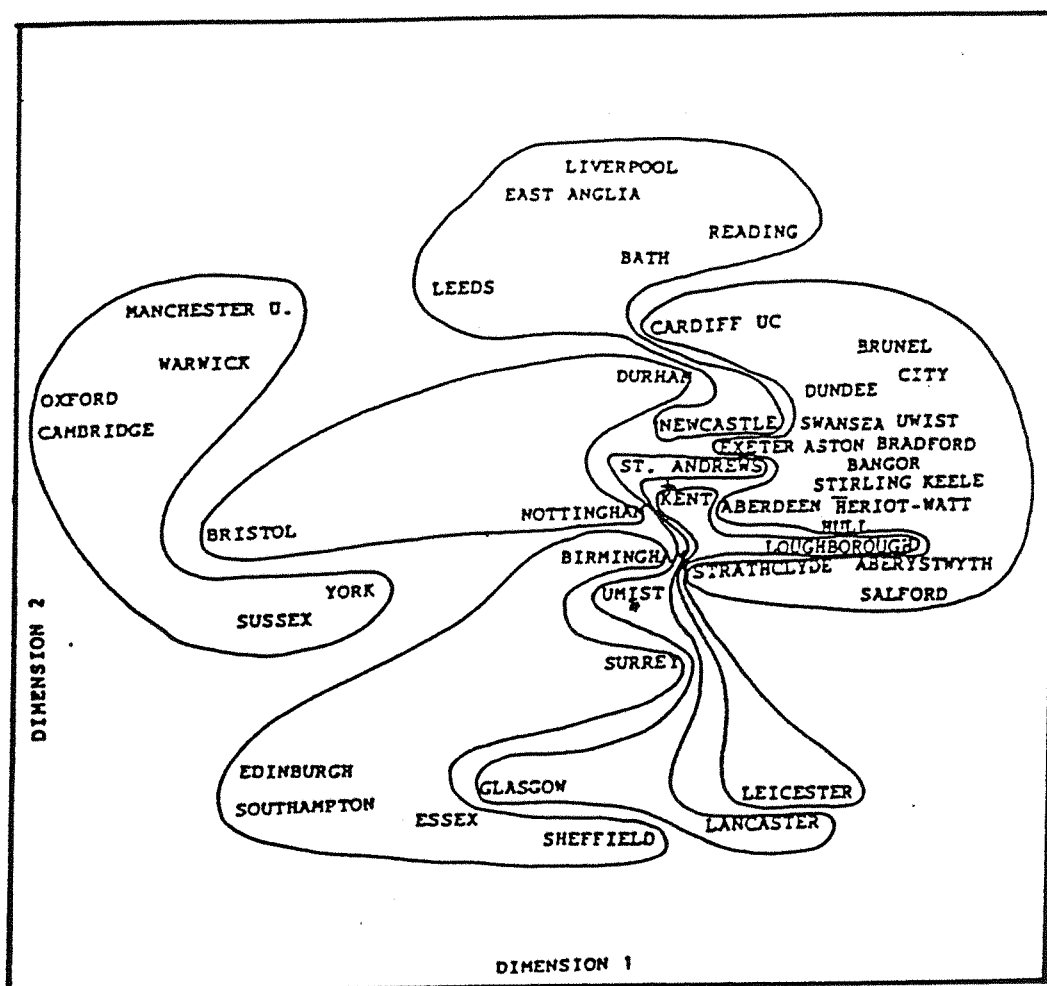 LIVERPOOL
EAST ANGLIA
READING
BATH
LEEDS
MANCHESTER U.
CARDIFF UC
BRUNEL
WARWICK
DURHAM
CITY
DUNDEE
OXFORD
CAMBRIDGE
NEWCASTLE SWANSEA UWIST
EXETER ASTON BRADFORD
ST. ANDREWS BANGOR
STIRLING KEELE
KENT ABERDEEN HERIOT-WATT
NOTTINGHAM
BRISTOL HULL
LOUGHBOROUGH
BIRMINGHAM
STRATHCLYDE ABERYSTWYTH
YORK UMIST SALFORD
SUSSEX
SURREY
DIMENSION 2
EDINBURGH
GLASGOW LEICESTER
SOUTHAMPTON
ESSEX LANCASTER
SHEFFIELD
DIMENSION 1